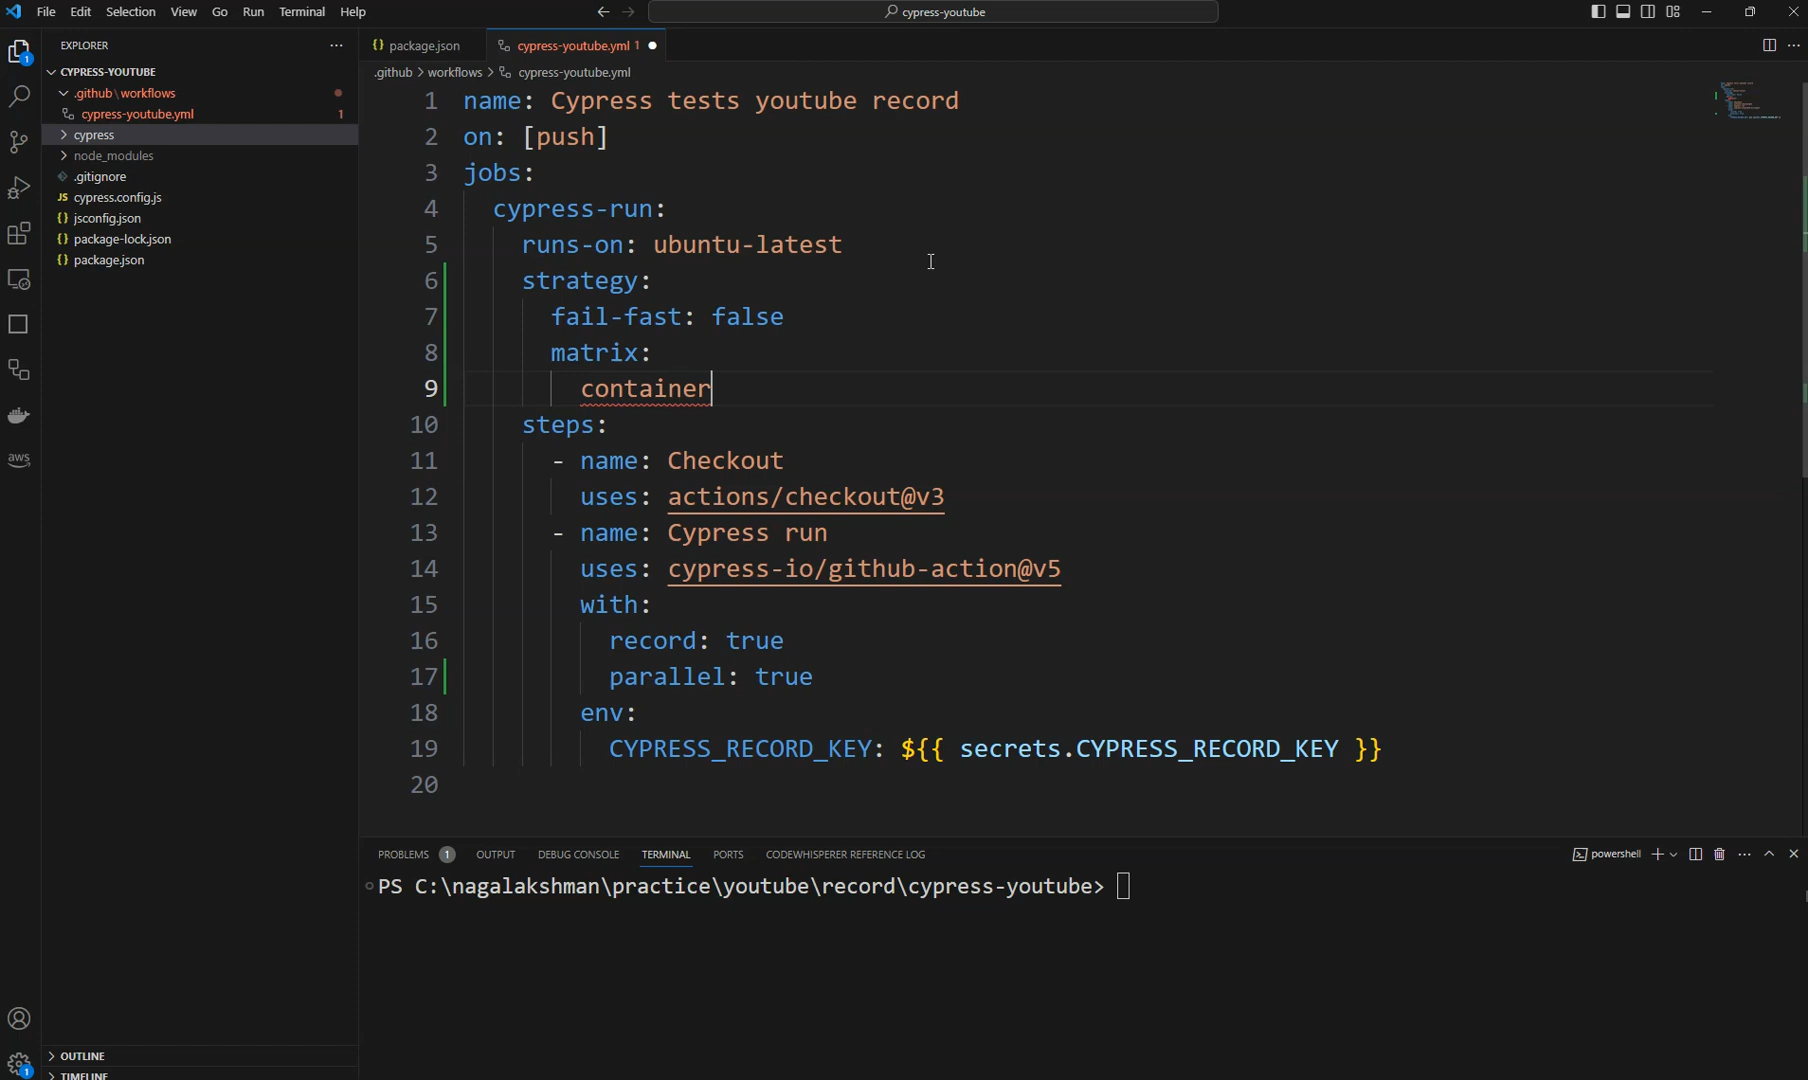 File Edit Selection View Go Run Terminal Help
cypress-youtube
EXPLORER
CYPRESS-YOUTUBE
.github\workflows
cypress-youtube.yml 1
cypress
node_modules
.gitignore
JS cypress.config.js
{} jsconfig.json
{} package-lock.json
{} package.json
1
aws
1
OUTLINE
TIMELINE
{} package.json
cypress-youtube.yml 1
.github > workflows > cypress-youtube.yml
1 name: Cypress tests youtube record
2 on: [push]
3 jobs:
4 cypress-run:
5 runs-on: ubuntu-latest
6 strategy:
7 fail-fast: false
8 matrix:
9 container
10 steps:
11 - name: Checkout
12 uses: actions/checkout@v3
13 - name: Cypress run
14 uses: cypress-io/github-action@v5
15 with:
16 record: true
17 parallel: true
18 env:
19 CYPRESS_RECORD_KEY: ${{ secrets.CYPRESS_RECORD_KEY }}
20
PROBLEMS 1 OUTPUT DEBUG CONSOLE TERMINAL PORTS CODEWHISPERER REFERENCE LOG
powershell
PS C:\nagalakshman\practice\youtube\record\cypress-youtube>